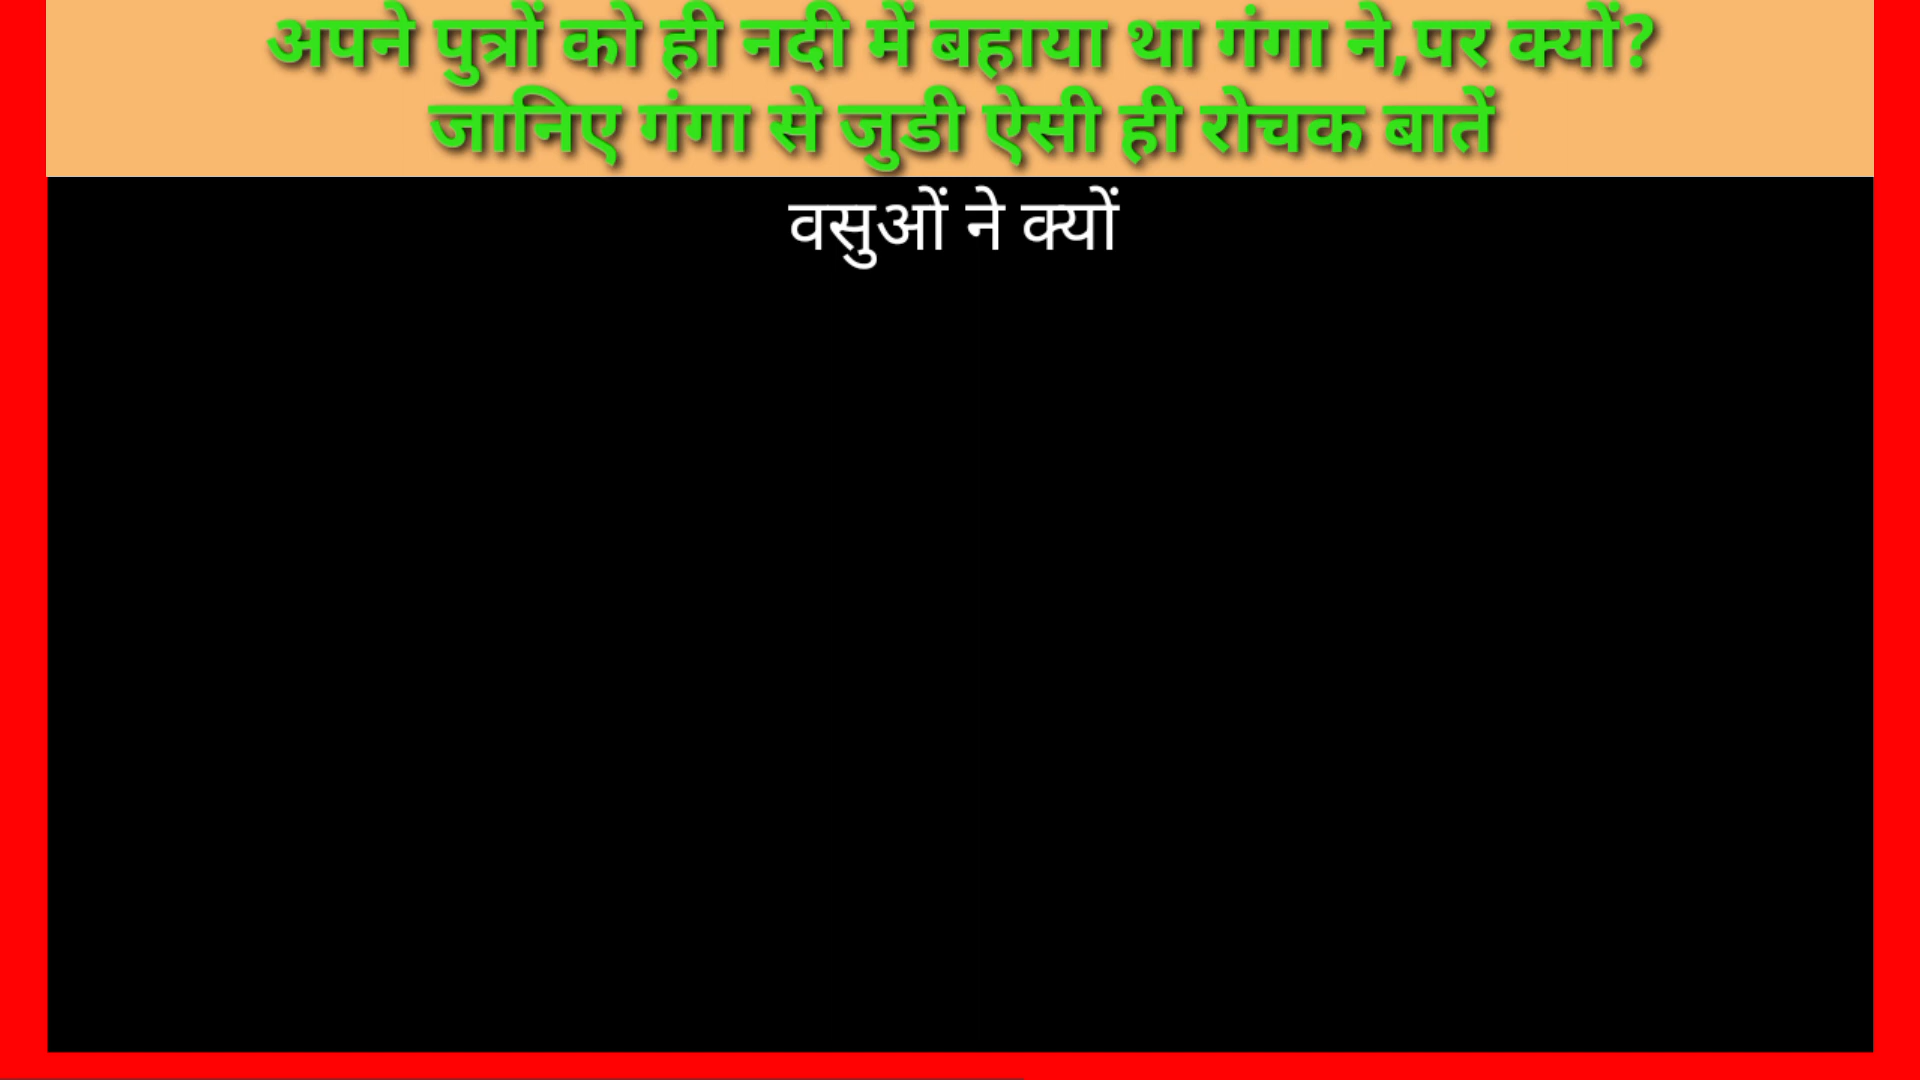 अपने पुत्रों को ही नदी में बहाया था गंगा ने,पर क्यों?
जानिए गंगा से जुडी ऐसी ही रोचक बातें
वसुओं ने क्यों